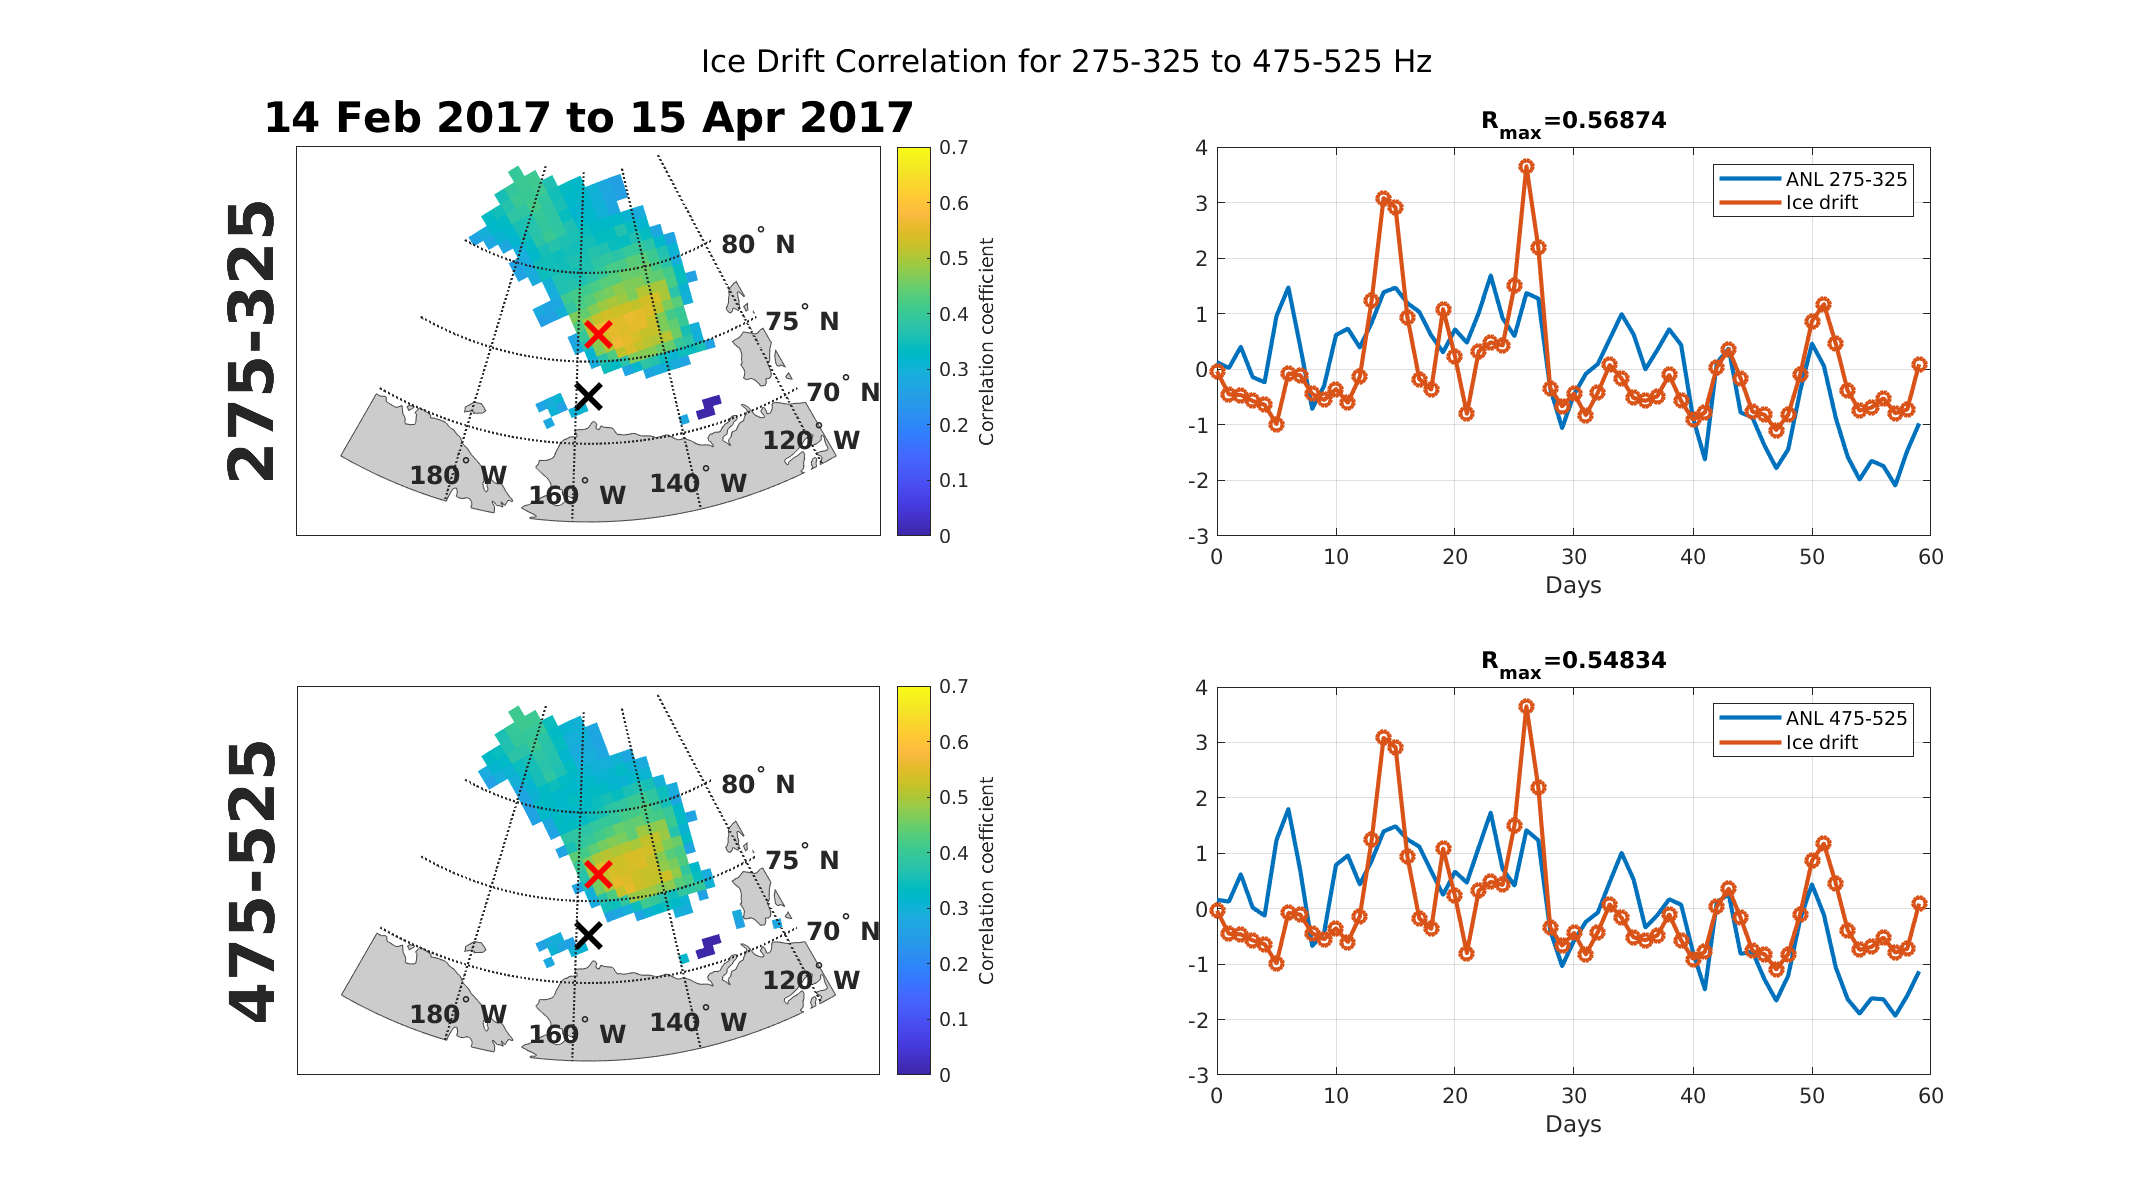 Ice Drift Correlation for 275-325 to 475-525 Hz
14 Feb 2017 to 15 Apr 2017
275-325
80° N
75° N
70° N
120° W
140° W
160° W
180° W
0.7
0.6
0.5
0.4
0.3
0.2
0.1
0
Correlation coefficient
Rmax=0.56874
4
3
2
1
0
-1
-2
-3
0 10 20 30 40 50 60
Days
ANL 275-325
Ice drift
475-525
80° N
75° N
70° N
120° W
140° W
160° W
180° W
0.7
0.6
0.5
0.4
0.3
0.2
0.1
0
Correlation coefficient
Rmax=0.54834
4
3
2
1
0
-1
-2
-3
0 10 20 30 40 50 60
Days
ANL 475-525
Ice drift